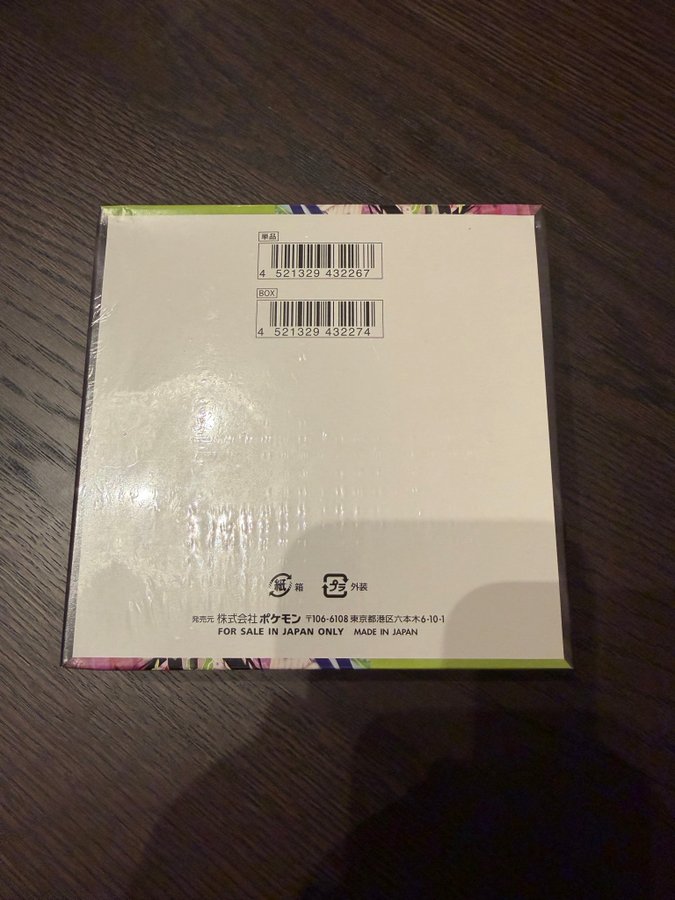 単品
4 521329 432267
BOX
4 521329 432274
紙 箱 プラ 外装
発売元 株式会社 ポケモン 〒106-6108 東京都港区六本木6-10-1
FOR SALE IN JAPAN ONLY MADE IN JAPAN